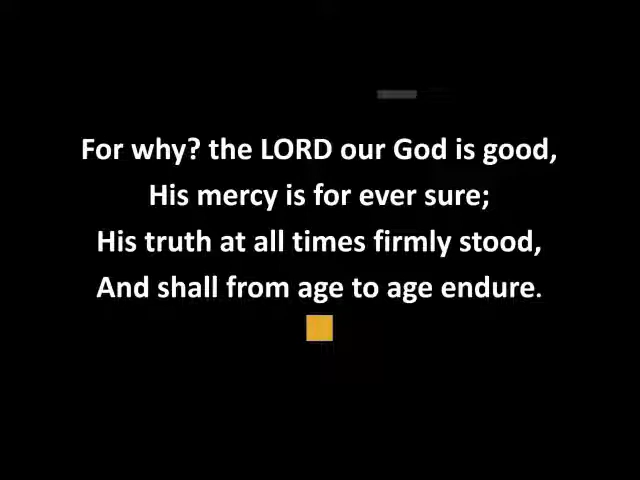 For why? the LORD our God is good,
His mercy is for ever sure;
His truth at all times firmly stood,
And shall from age to age endure.